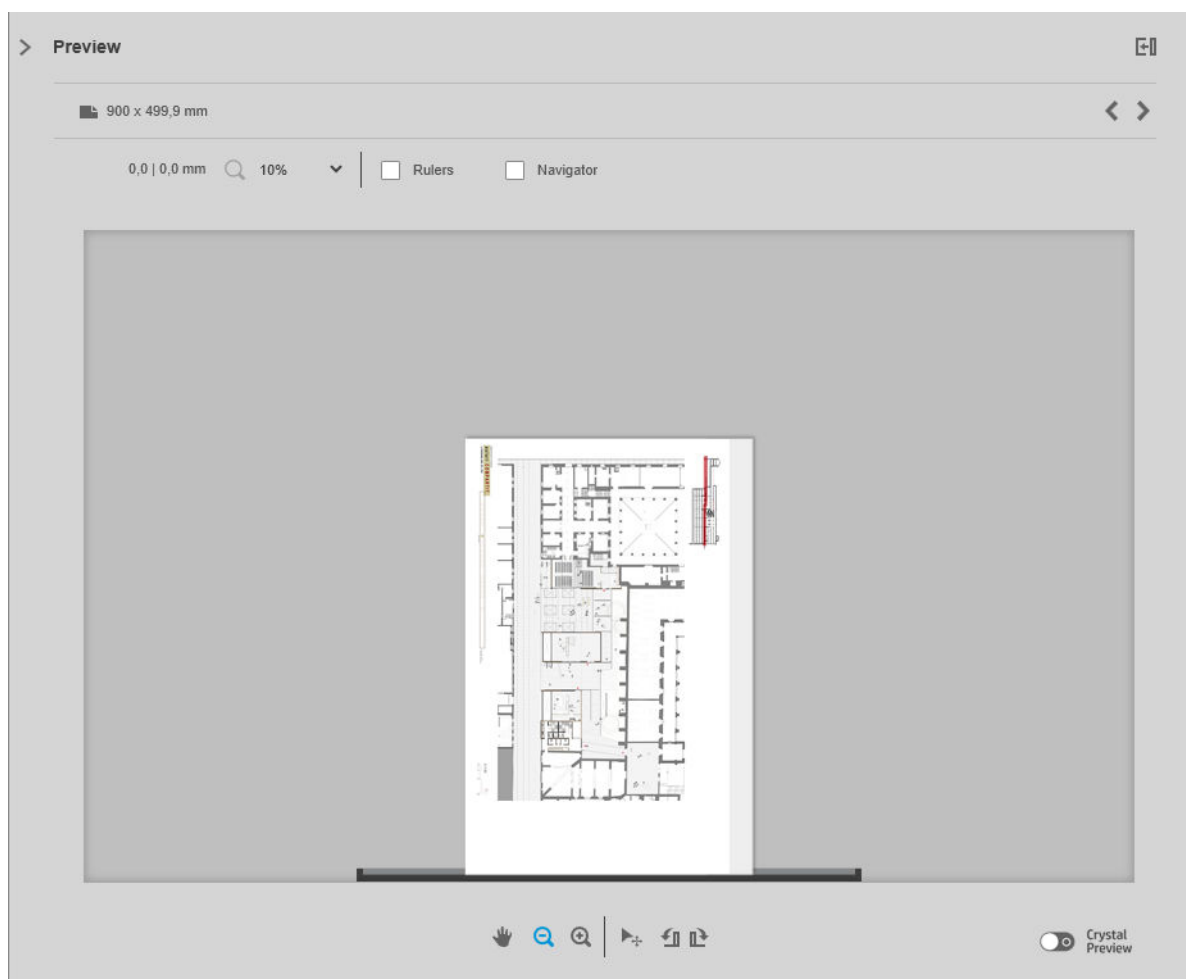 Preview
900 x 499,9 mm
0,0 | 0,0 mm 10% Rulers Navigator
Crystal
Preview